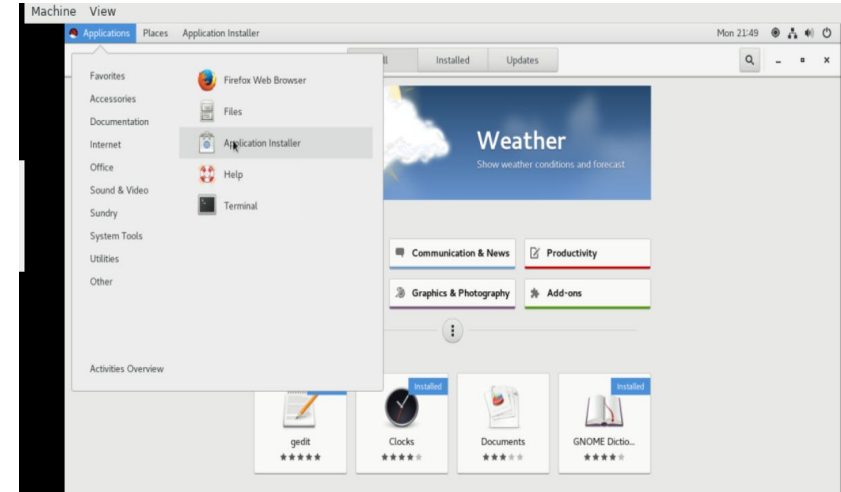 Machine View
Applications Places Application Installer Mon 21:49
Installed Updates
Favorites
Accessories
Documentation
Internet
Office
Sound & Video
Sundry
System Tools
Utilities
Other
Activities Overview
Firefox Web Browser
Files
Application Installer
Help
Terminal
Weather
Show weather conditions and forecast
Communication & News
Productivity
Graphics & Photography
Add-ons
Installed
Installed
gedit
Clocks
Documents
GNOME Dictio...